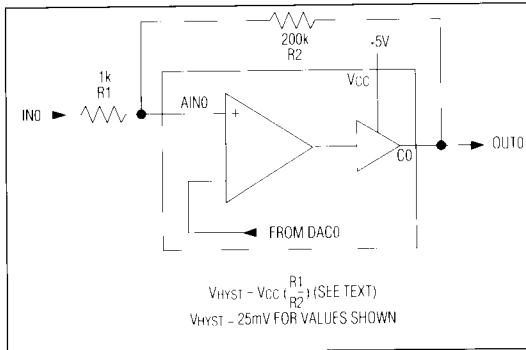 200k
R2
-5V
1k
R1
VCC
IN0
AIN0
+
C0
OUT0
FROM DAC0
VHYST - VCC (R1/R2) (SEE TEXT)
VHYST - 25mV FOR VALUES SHOWN